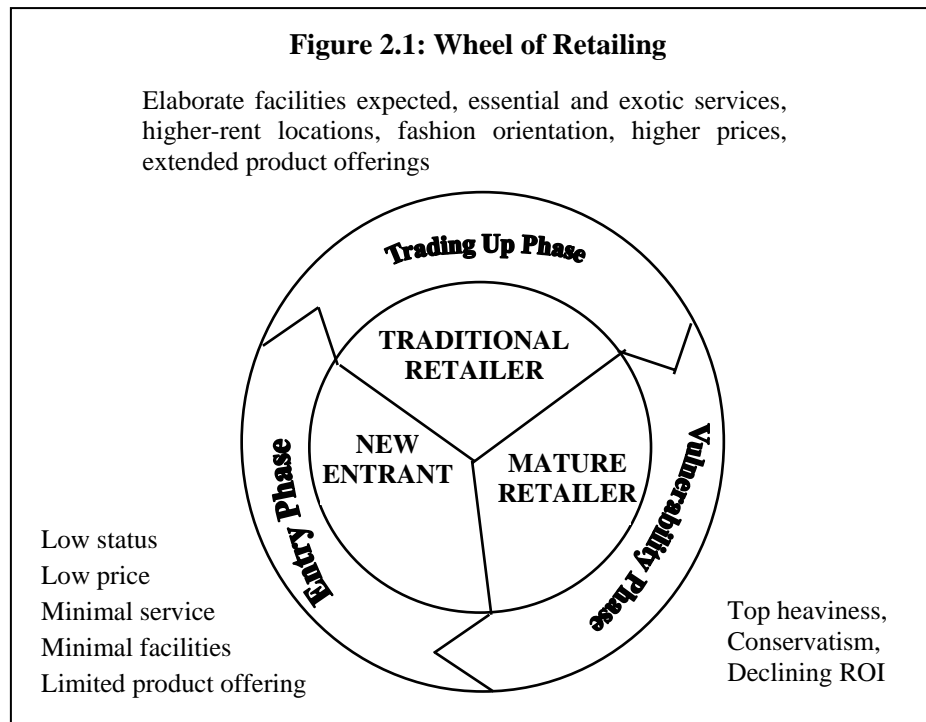 Figure 2.1: Wheel of Retailing
Elaborate facilities expected, essential and exotic services,
higher-rent locations, fashion orientation, higher prices,
extended product offerings
Trading Up Phase
TRADITIONAL
RETAILER
NEW
ENTRANT
MATURE
RETAILER
Entry Phase
Vulnerability Phase
Low status
Low price
Minimal service
Minimal facilities
Limited product offering
Top heaviness,
Conservatism,
Declining ROI